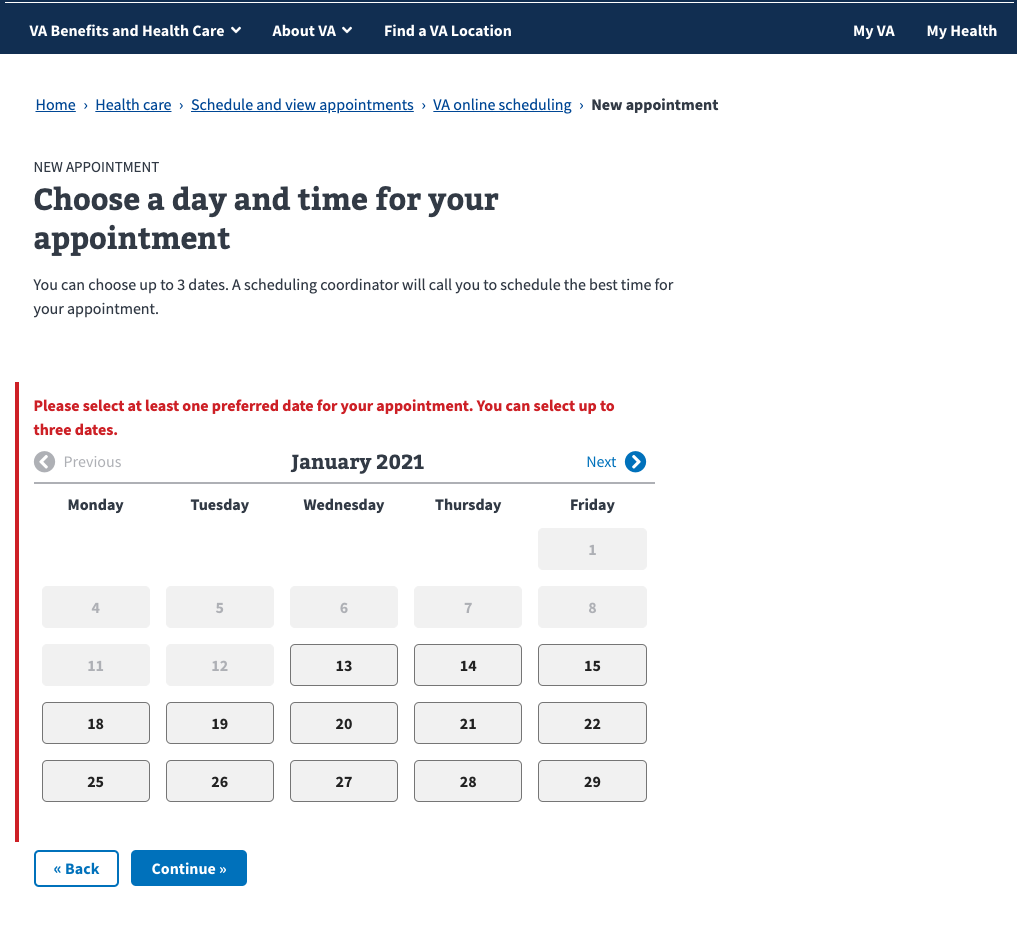 VA Benefits and Health Care About VA Find a VA Location My VA My Health
Home › Health care › Schedule and view appointments › VA online scheduling › New appointment
NEW APPOINTMENT
Choose a day and time for your
appointment
You can choose up to 3 dates. A scheduling coordinator will call you to schedule the best time for
your appointment.
Please select at least one preferred date for your appointment. You can select up to
three dates.
Previous January 2021 Next
Monday Tuesday Wednesday Thursday Friday
1
4 5 6 7 8
11 12 13 14 15
18 19 20 21 22
25 26 27 28 29
« Back Continue »